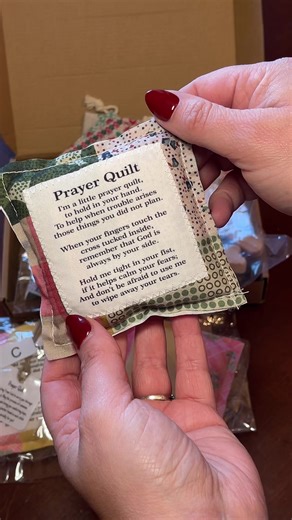 Prayer Quilt
I'm a little prayer quilt,
to hold in your hand,
To help when trouble arises
those things you did not plan.
When your fingers touch the
cross tucked inside,
remember that God is
always by your side.
Hold me tight in your fist,
if it helps calm your fears;
And don't be afraid to use me
to wipe away your tears.
C